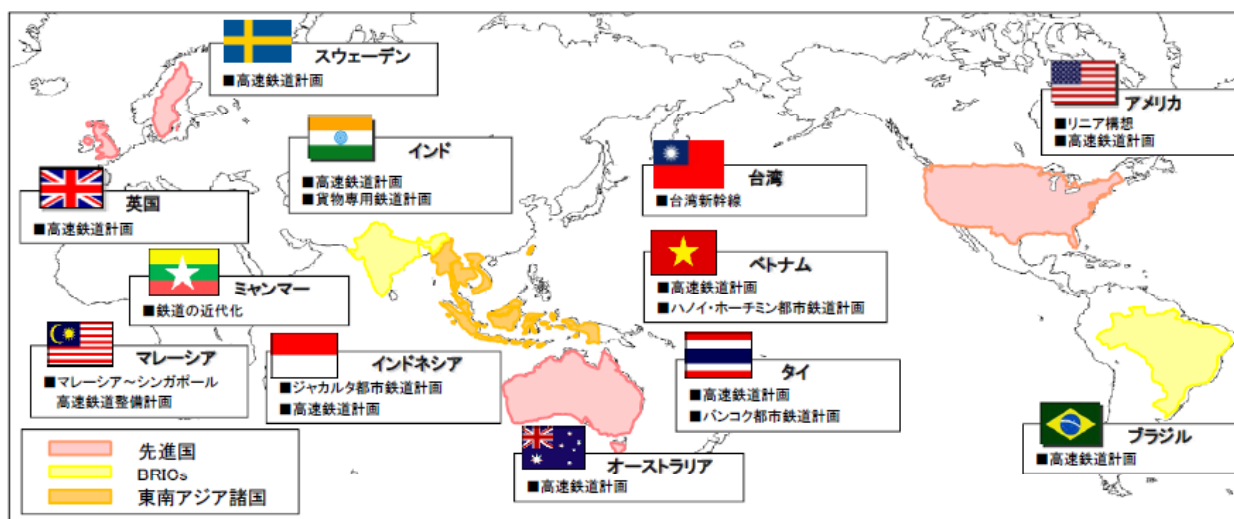 スウェーデン
■高速鉄道計画
アメリカ
■リニア構想
■高速鉄道計画
インド
■高速鉄道計画
■貨物専用鉄道計画
台湾
■台湾新幹線
英国
■高速鉄道計画
ミャンマー
■鉄道の近代化
ベトナム
■高速鉄道計画
■ハノイ・ホーチミン都市鉄道計画
マレーシア
■マレーシア～シンガポール
高速鉄道整備計画
インドネシア
■ジャカルタ都市鉄道計画
■高速鉄道計画
タイ
■高速鉄道計画
■バンコク都市鉄道計画
オーストラリア
■高速鉄道計画
ブラジル
■高速鉄道計画
先進国
BRICs
東南アジア諸国